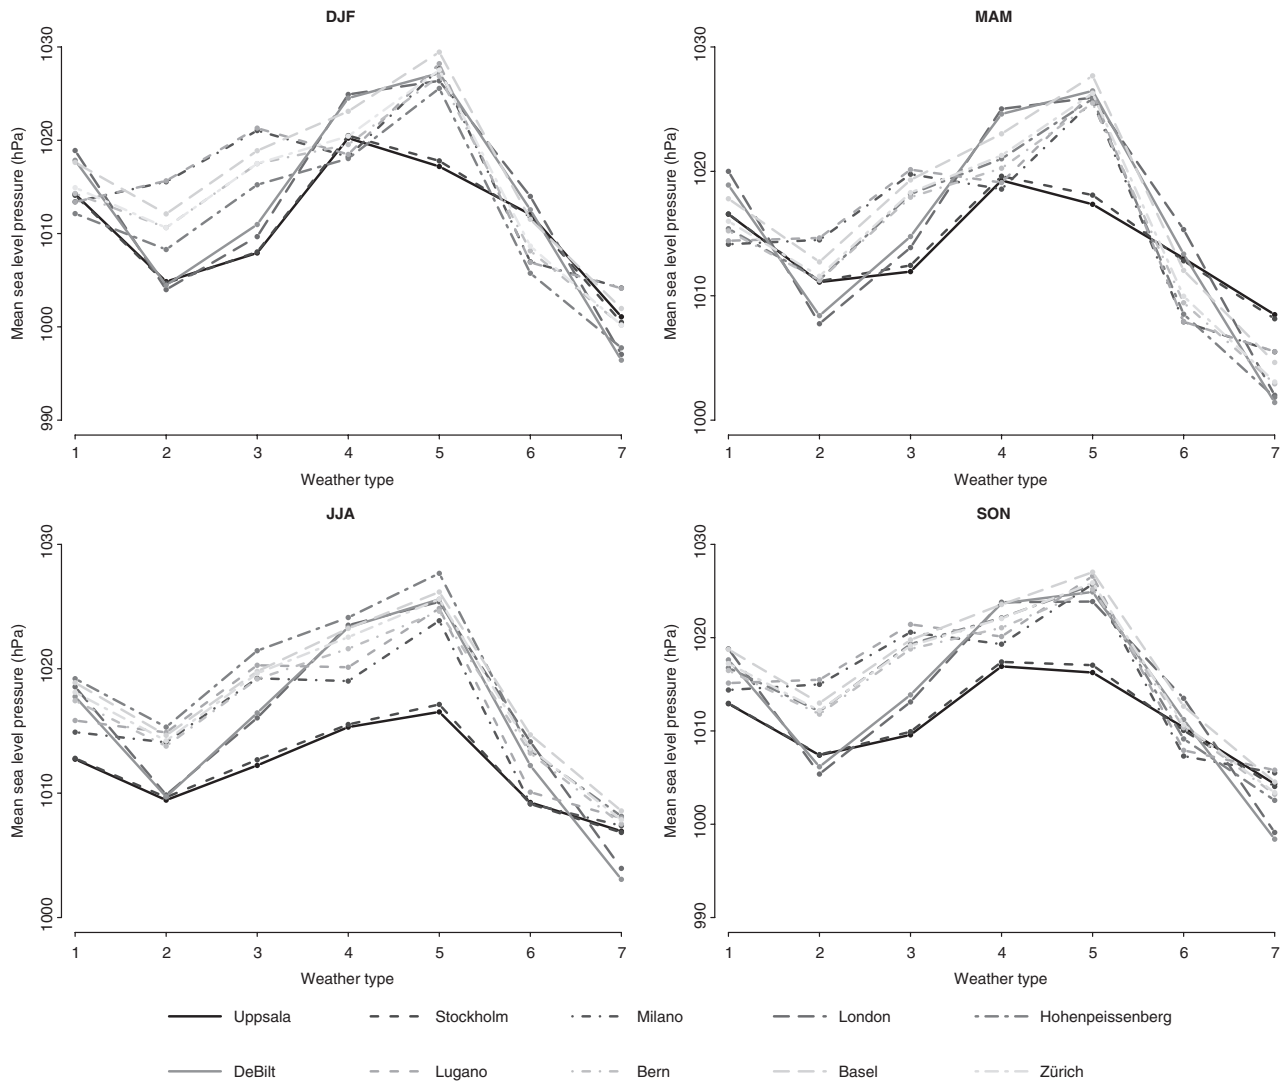 DJF
Mean sea level pressure (hPa)
990 1000 1010 1020 1030
1 2 3 4 5 6 7
Weather type
MAM
Mean sea level pressure (hPa)
1000 1010 1020 1030
1 2 3 4 5 6 7
Weather type
JJA
Mean sea level pressure (hPa)
1000 1010 1020 1030
1 2 3 4 5 6 7
Weather type
SON
Mean sea level pressure (hPa)
990 1000 1010 1020 1030
1 2 3 4 5 6 7
Weather type
Uppsala Stockholm Milano London Hohenpeissenberg
DeBilt Lugano Bern Basel Zürich